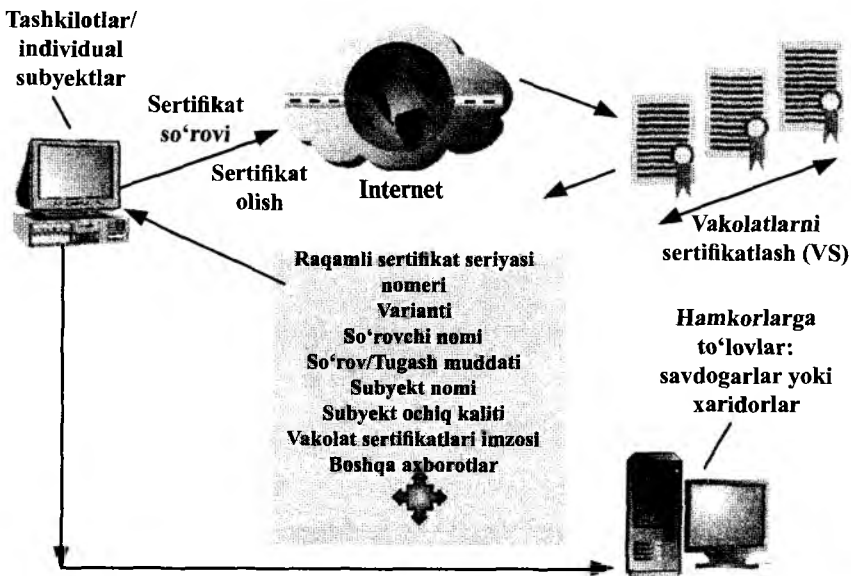 Tashkilotlar/
individual
subyektlar
Sertifikat
so‘rovi
Sertifikat
olish
Internet
Vakolatlarni
sertifikatlash (VS)
Raqamli sertifikat seriyasi
nomeri
Varianti
So‘rovchi nomi
So‘rov/Tugash muddati
Subyekt nomi
Subyekt ochiq kaliti
Vakolat sertifikatlari imzosi
Boshqa axborotlar
Hamkorlarga
to‘lovlar:
savdogarlar yoki
xaridorlar